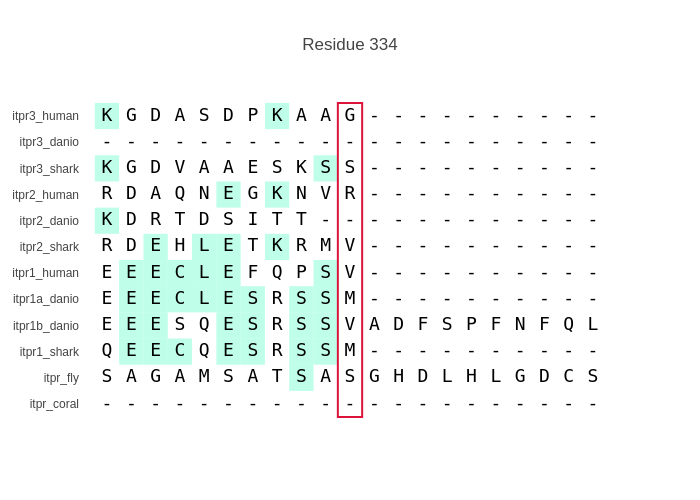 Residue 334
itpr3_human K G D A S D P K A A G - - - - - - - - - -
itpr3_danio - - - - - - - - - - - - - - - - - - - - -
itpr3_shark K G D V A A E S K S S - - - - - - - - - -
itpr2_human R D A Q N E G K N V R - - - - - - - - - -
itpr2_danio K D R T D S I T T - - - - - - - - - - - -
itpr2_shark R D E H L E T K R M V - - - - - - - - - -
itpr1_human E E E C L E F Q P S V - - - - - - - - - -
itpr1a_danio E E E C L E S R S S M - - - - - - - - - -
itpr1b_danio E E E S Q E S R S S V A D F S P F N F Q L
itpr1_shark Q E E C Q E S R S S M - - - - - - - - - -
itpr_fly S A G A M S A T S A S G H D L H L G D C S
itpr_coral - - - - - - - - - - - - - - - - - - - - -